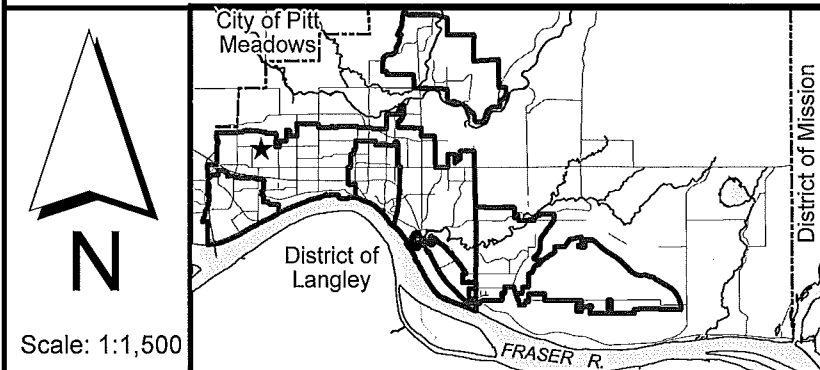 City of Pitt
Meadows
District of Mission
District of
Langley
N
Scale: 1:1,500
FRASER R.